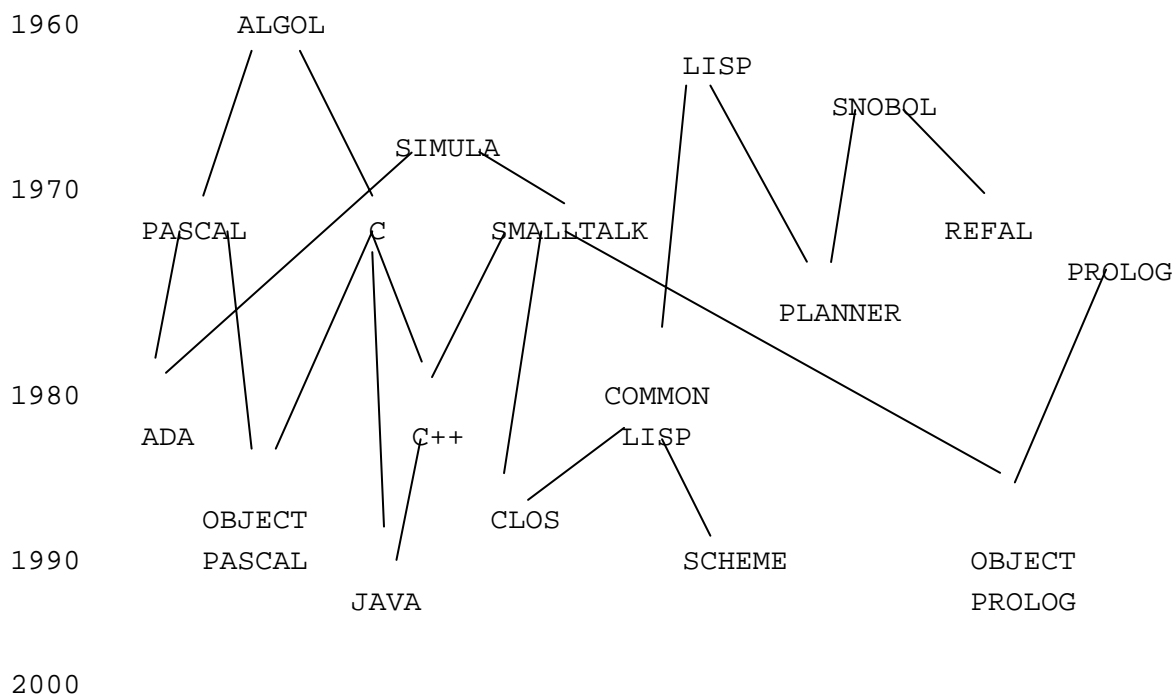 1960 ALGOL
LISP
SNOBOL
SIMULA
1970
PASCAL C SMALLTALK REFAL
PROLOG
PLANNER
1980 COMMON
ADA C++ LISP
OBJECT CLOS
1990 PASCAL SCHEME OBJECT
JAVA PROLOG
2000